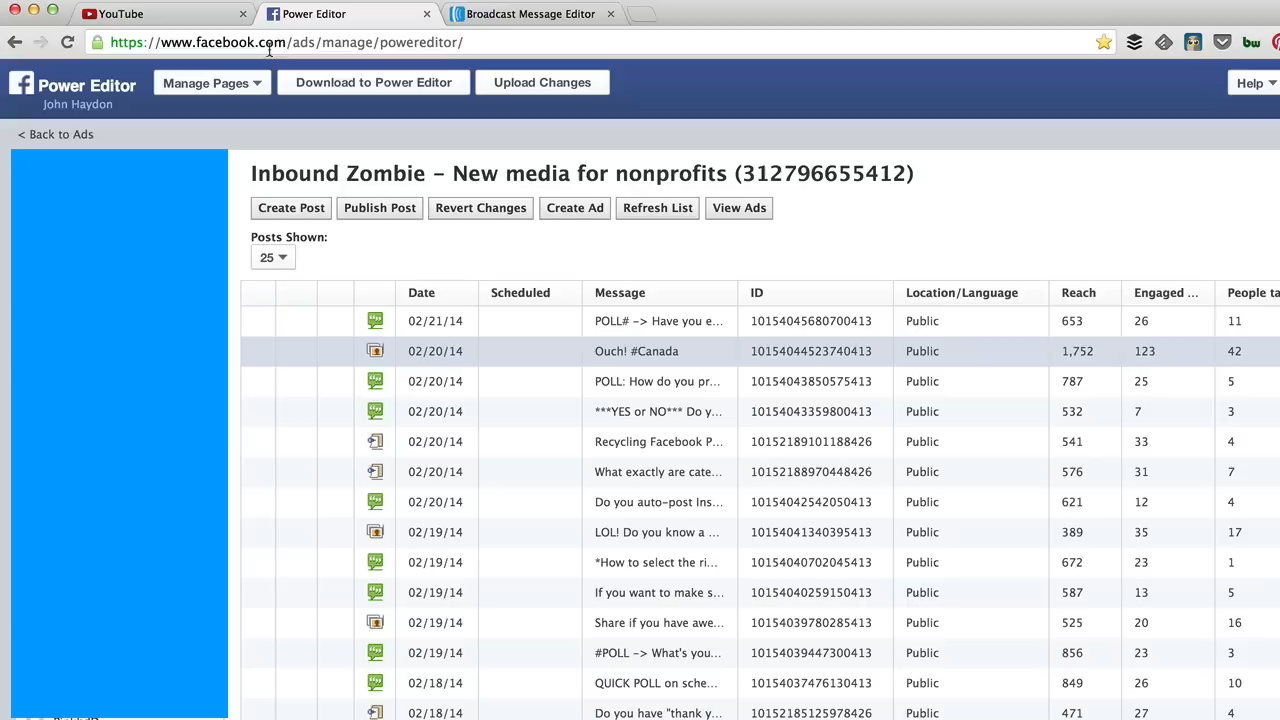 YouTube Power Editor Broadcast Message Editor
https://www.facebook.com/ads/manage/powereditor/ bw
Power Editor Manage Pages Download to Power Editor Upload Changes Help
John Haydon
< Back to Ads
Inbound Zombie – New media for nonprofits (312796655412)
Create Post Publish Post Revert Changes Create Ad Refresh List View Ads
Posts Shown:
25
Date Scheduled Message ID Location/Language Reach Engaged ... People ta
02/21/14 POLL# -> Have you e... 10154045680700413 Public 653 26 11
02/20/14 Ouch! #Canada 10154044523740413 Public 1,752 123 42
02/20/14 POLL: How do you pr... 10154043850575413 Public 787 25 5
02/20/14 ***YES or NO*** Do y... 10154043359800413 Public 532 7 3
02/20/14 Recycling Facebook P... 10152189101188426 Public 541 33 4
02/20/14 What exactly are cate... 10152188970448426 Public 576 31 7
02/20/14 Do you auto-post Ins... 10154042542050413 Public 621 12 4
02/19/14 LOL! Do you know a ... 10154041340395413 Public 389 35 17
02/19/14 *How to select the ri... 10154040702045413 Public 672 23 1
02/19/14 If you want to make s... 10154040259150413 Public 587 13 5
02/19/14 Share if you have awe... 10154039780285413 Public 525 20 16
02/19/14 #POLL -> What's you... 10154039447300413 Public 856 23 3
02/18/14 QUICK POLL on sche... 10154037476130413 Public 849 26 10
02/18/14 Do you have "thank y... 10152185125978426 Public 471 27 4